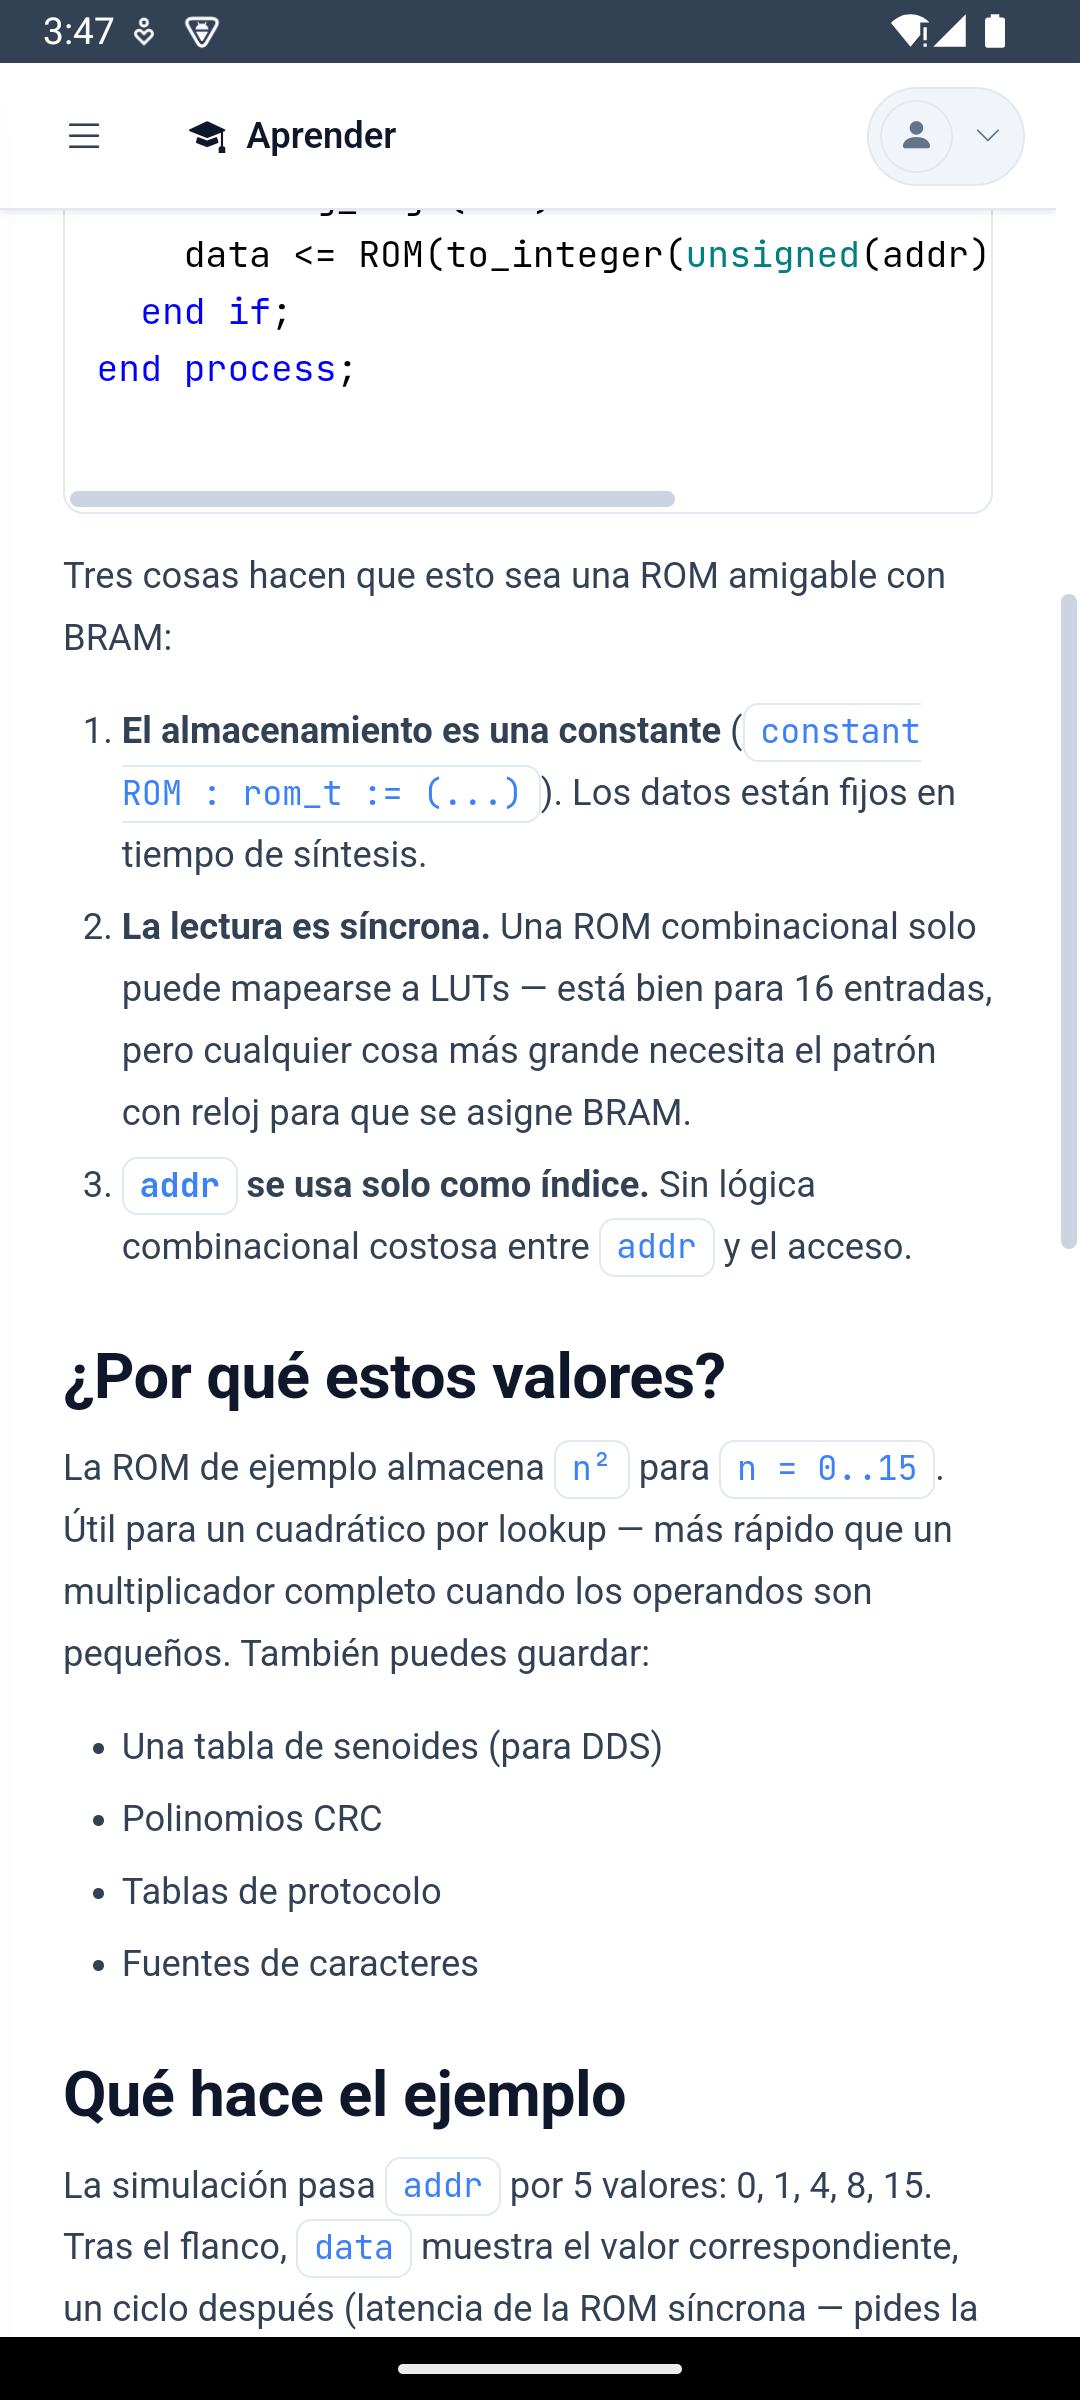 3:47
Aprender
data <= ROM(to_integer(unsigned(addr)
end if;
end process;
Tres cosas hacen que esto sea una ROM amigable con
BRAM:
1. El almacenamiento es una constante (constant
ROM : rom_t := (...)). Los datos están fijos en
tiempo de síntesis.
2. La lectura es síncrona. Una ROM combinacional solo
puede mapearse a LUTs — está bien para 16 entradas,
pero cualquier cosa más grande necesita el patrón
con reloj para que se asigne BRAM.
3. addr se usa solo como índice. Sin lógica
combinacional costosa entre addr y el acceso.
¿Por qué estos valores?
La ROM de ejemplo almacena n² para n = 0..15.
Útil para un cuadrático por lookup — más rápido que un
multiplicador completo cuando los operandos son
pequeños. También puedes guardar:
• Una tabla de senoides (para DDS)
• Polinomios CRC
• Tablas de protocolo
• Fuentes de caracteres
Qué hace el ejemplo
La simulación pasa addr por 5 valores: 0, 1, 4, 8, 15.
Tras el flanco, data muestra el valor correspondiente,
un ciclo después (latencia de la ROM síncrona — pides la